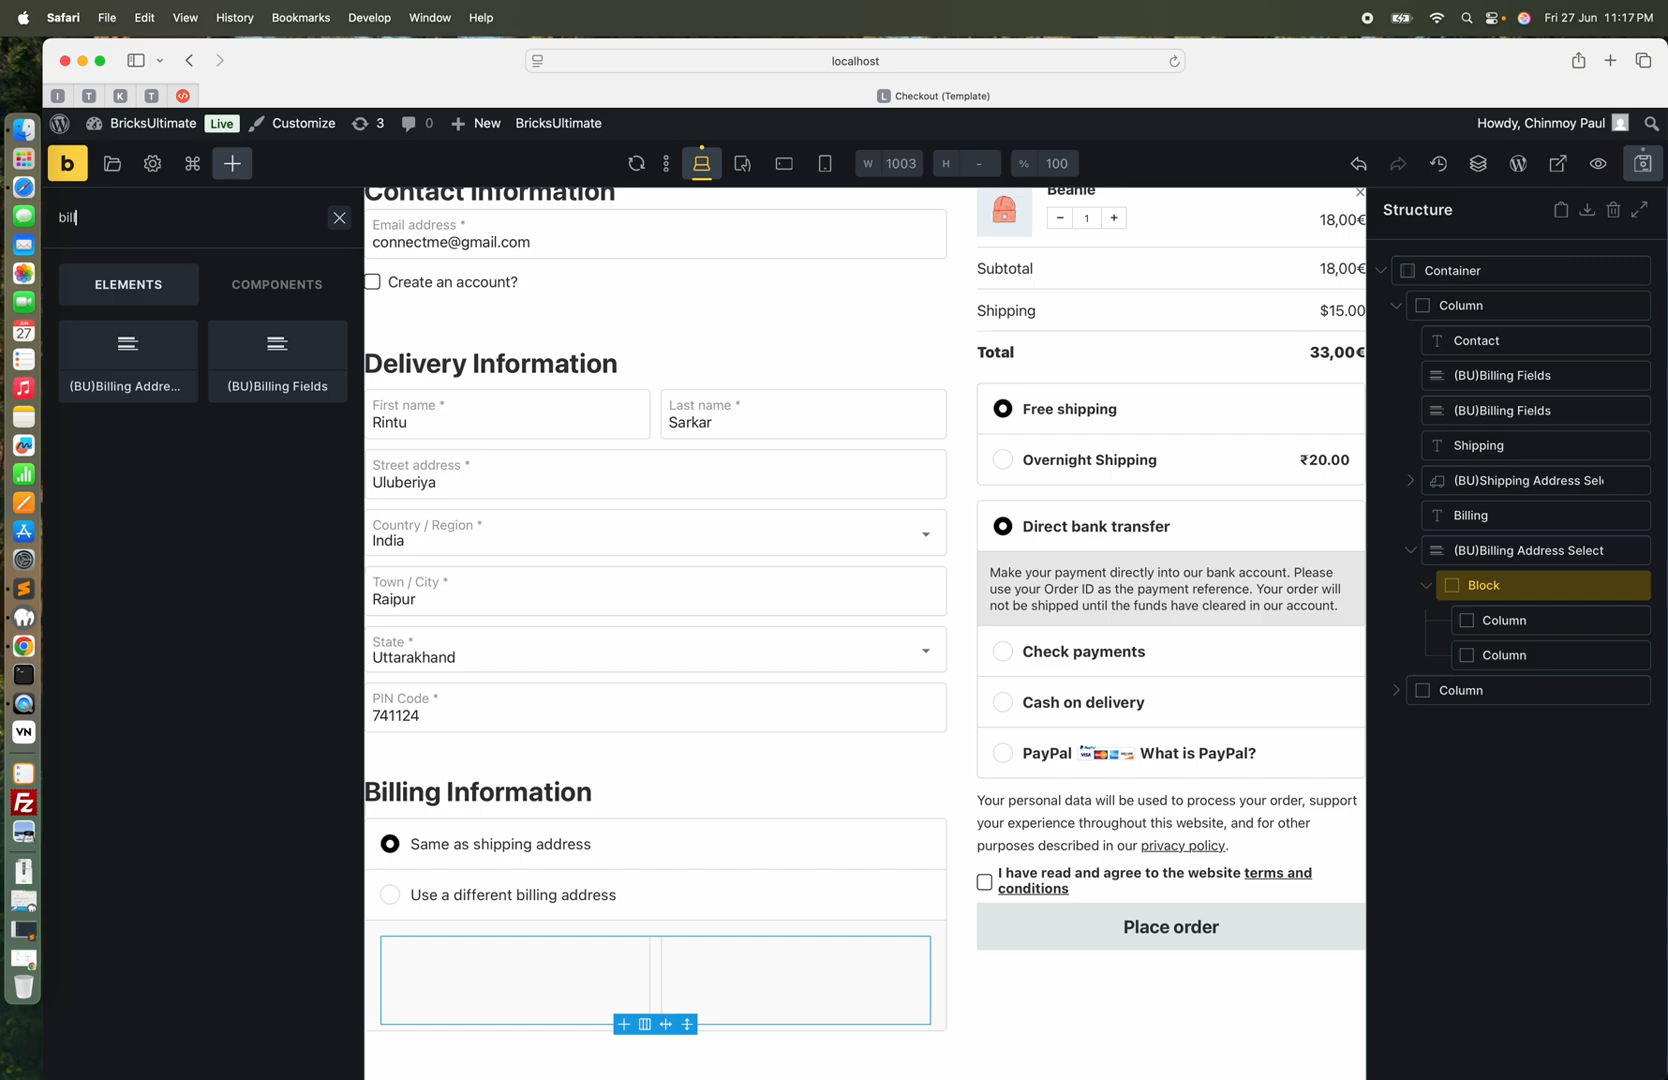 Safari File Edit View History Bookmarks Develop Window Help Fri 27 Jun 11:17 PM
localhost
I T K T L Checkout (Template)
BricksUltimate Live Customize 3 0 New BricksUltimate Howdy, Chinmoy Paul
b W 1003 H - % 100
bill
ELEMENTS COMPONENTS
(BU)Billing Addre... (BU)Billing Fields
Contact Information
Email address *
connectme@gmail.com
Create an account?
Delivery Information
First name *
Rintu
Last name *
Sarkar
Street address *
Uluberiya
Country / Region *
India
Town / City *
Raipur
State *
Uttarakhand
PIN Code *
741124
Billing Information
Same as shipping address
Use a different billing address
Beanie
1
18,00€
Subtotal 18,00€
Shipping $15.00
Total 33,00€
Free shipping
Overnight Shipping ₹20.00
Direct bank transfer
Make your payment directly into our bank account. Please
use your Order ID as the payment reference. Your order will
not be shipped until the funds have cleared in our account.
Check payments
Cash on delivery
PayPal What is PayPal?
Your personal data will be used to process your order, support
your experience throughout this website, and for other
purposes described in our privacy policy.
I have read and agree to the website terms and
conditions
Place order
Structure
Container
Column
Contact
(BU)Billing Fields
(BU)Billing Fields
Shipping
(BU)Shipping Address Sel
Billing
(BU)Billing Address Select
Block
Column
Column
Column
JUN
27
VN
FZ